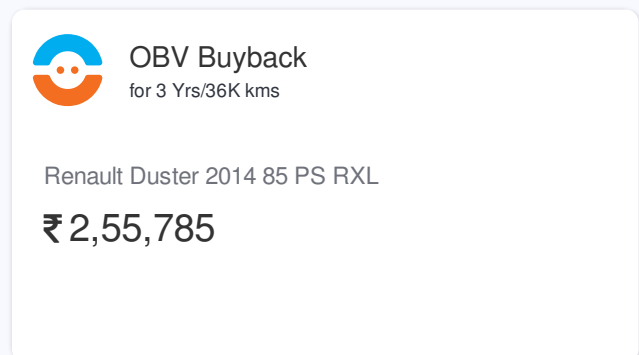 OBV Buyback
for 3 Yrs/36K kms
Renault Duster 2014 85 PS RXL
₹ 2,55,785